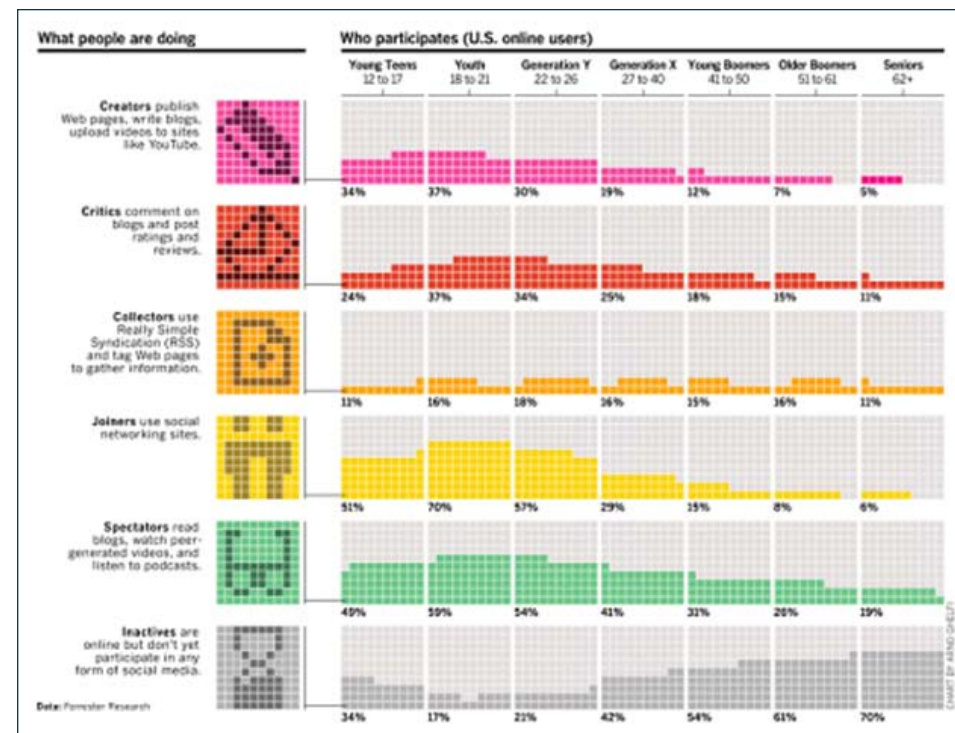 What people are doing
Who participates (U.S. online users)
Young Teens Youth Generation Y Generation X Young Boomers Older Boomers Seniors
12 to 17 18 to 21 22 to 26 27 to 40 41 to 50 51 to 61 62+
Creators publish
Web pages, write blogs,
upload videos to sites
like YouTube.
34% 37% 30% 19% 12% 7% 5%
Critics comment on
blogs and post
ratings and
reviews.
24% 37% 34% 25% 18% 15% 11%
Collectors use
Really Simple
Syndication (RSS)
and tag Web pages
to gather information.
11% 16% 18% 16% 15% 16% 11%
Joiners use social
networking sites.
51% 70% 57% 29% 15% 8% 6%
Spectators read
blogs, watch peer-
generated videos, and
listen to podcasts.
49% 59% 54% 41% 31% 26% 19%
Inactives are
online but don't yet
participate in any
form of social media.
34% 17% 21% 42% 54% 61% 70%
Data: Forrester Research
CHART BY ARNO GHELFI